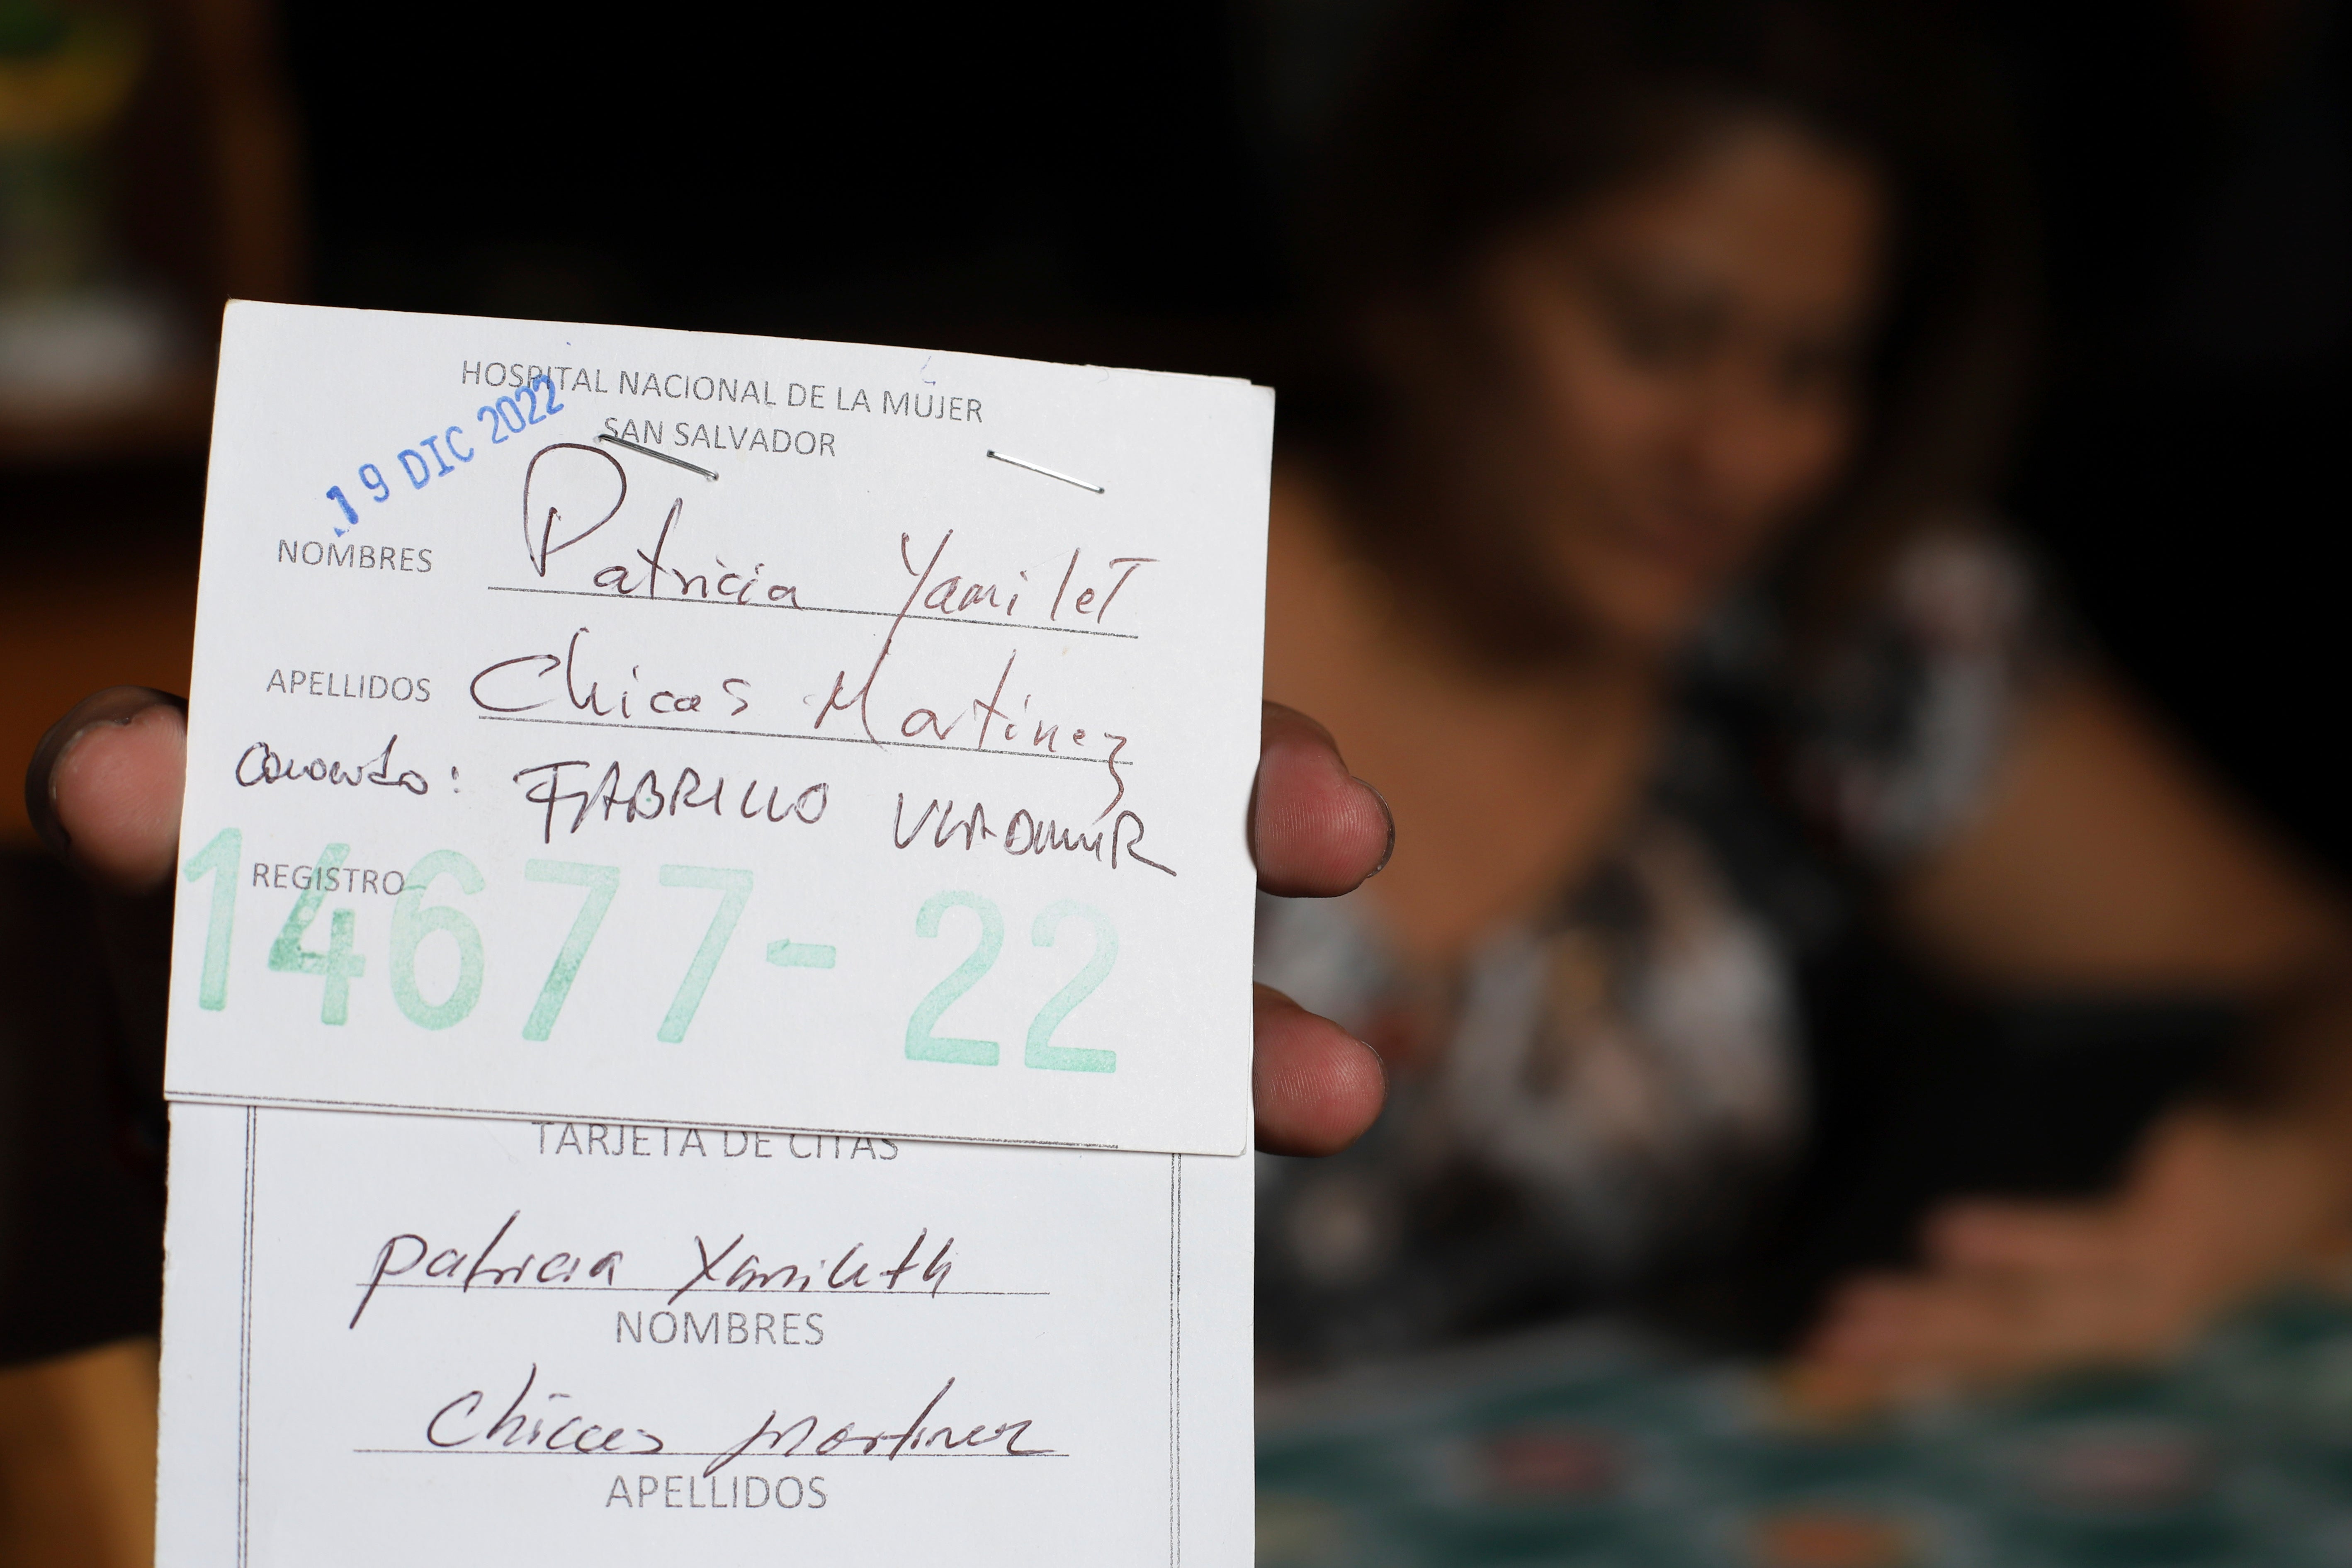 HOSPITAL NACIONAL DE LA MUJER
SAN SALVADOR
19 DIC 2022
NOMBRES Patricia Yamilet
APELLIDOS Chicas Martinez
: FABRICIO VLADIMIR
REGISTRO
14677-22
TARJETA DE CITAS
Patricia Yamileth
NOMBRES
Chicas Martinez
APELLIDOS